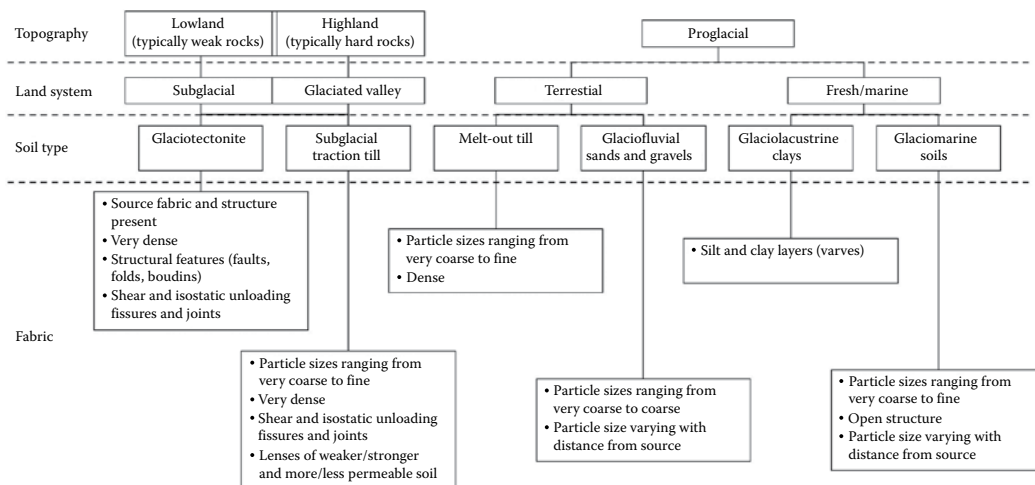 Topography
Lowland
(typically weak rocks)
Highland
(typically hard rocks)
Proglacial
Land system
Subglacial
Glaciated valley
Terrestial
Fresh/marine
Soil type
Glaciotectonite
Subglacial
traction till
Melt-out till
Glaciofluvial
sands and gravels
Glaciolacustrine
clays
Glaciomarine
soils
Fabric
• Source fabric and structure
present
• Very dense
• Structural features (faults,
folds, boudins)
• Shear and isostatic unloading
fissures and joints
• Particle sizes ranging from
very coarse to fine
• Very dense
• Shear and isostatic unloading
fissures and joints
• Lenses of weaker/stronger
and more/less permeable soil
• Particle sizes ranging from
very coarse to fine
• Dense
• Particle sizes ranging from
very coarse to coarse
• Particle size varying with
distance from source
• Silt and clay layers (varves)
• Particle sizes ranging from
very coarse to fine
• Open structure
• Particle size varying with
distance from source